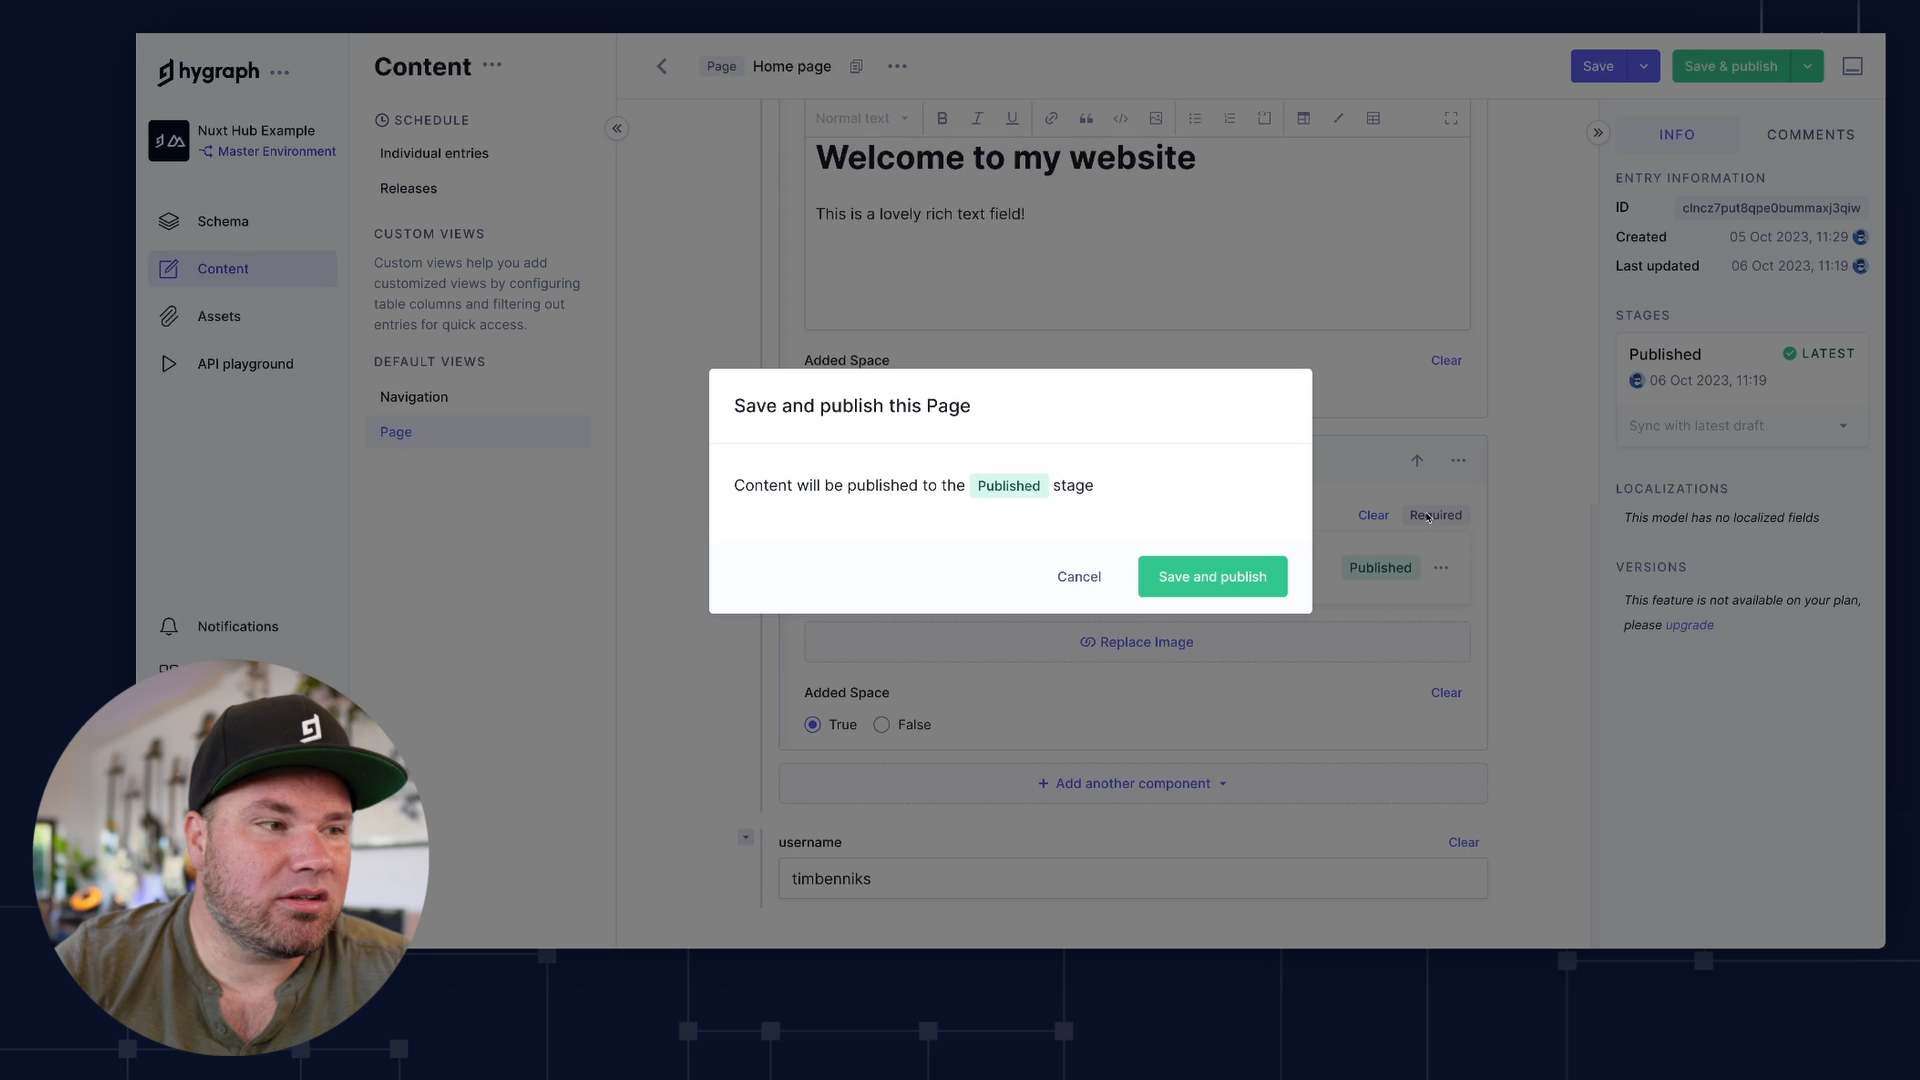 hygraph
Nuxt Hub Example
Master Environment
Schema
Content
Assets
API playground
Notifications
Content
SCHEDULE
Individual entries
Releases
CUSTOM VIEWS
Custom views help you add
customized views by configuring
table columns and filtering out
entries for quick access.
DEFAULT VIEWS
Navigation
Page
Page Home page
Save
Save & publish
Normal text
B I U
Welcome to my website
This is a lovely rich text field!
Added Space Clear
Save and publish this Page
Content will be published to the Published stage
Cancel Save and publish
Clear Required
Published
Replace Image
Added Space Clear
True False
+ Add another component
username Clear
timbenniks
INFO COMMENTS
ENTRY INFORMATION
ID clncz7put8qpe0bummaxj3qiw
Created 05 Oct 2023, 11:29
Last updated 06 Oct 2023, 11:19
STAGES
Published LATEST
06 Oct 2023, 11:19
Sync with latest draft
LOCALIZATIONS
This model has no localized fields
VERSIONS
This feature is not available on your plan,
please upgrade